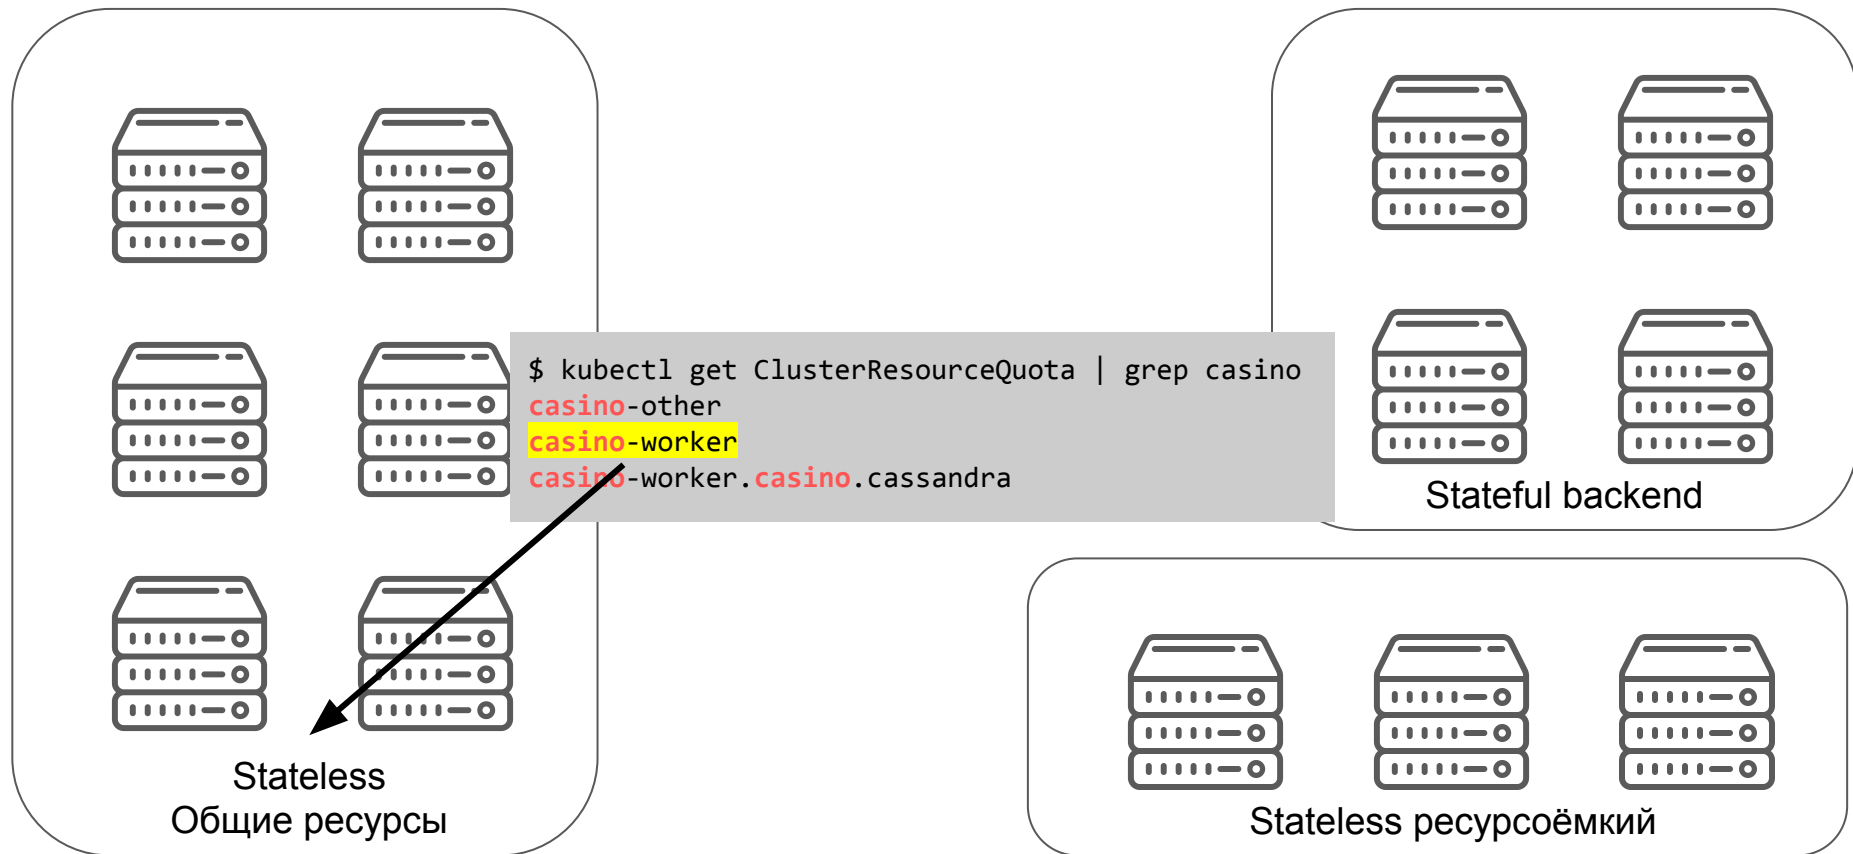 $ kubectl get ClusterResourceQuota | grep casino
casino-other
casino-worker
casino-worker.casino.cassandra
Stateful backend
Stateless
Общие ресурсы
Stateless ресурсоёмкий